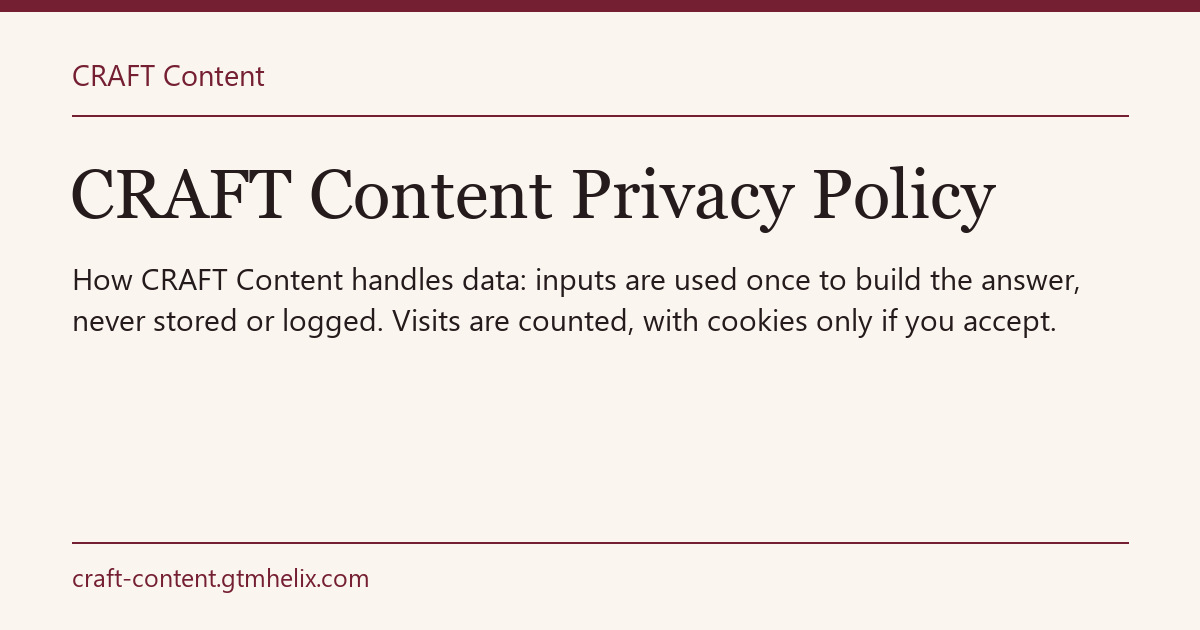 CRAFT Content
CRAFT Content Privacy Policy
How CRAFT Content handles data: inputs are used once to build the answer,
never stored or logged. Visits are counted, with cookies only if you accept.
craft-content.gtmhelix.com